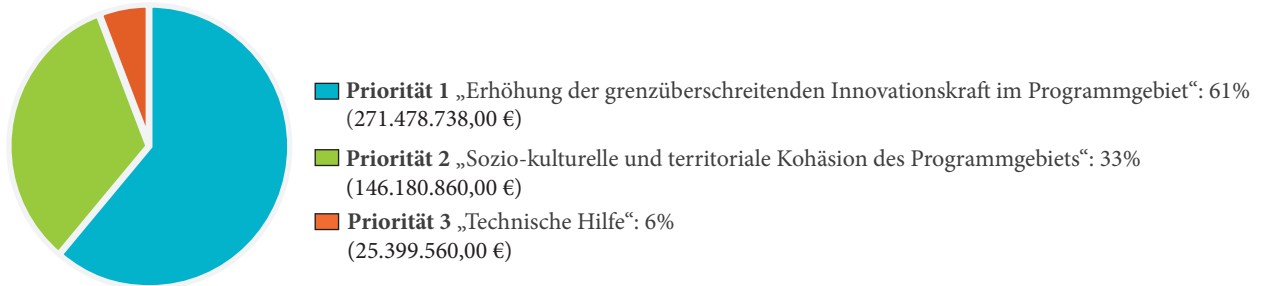 Priorität 1 „Erhöhung der grenzüberschreitenden Innovationskraft im Programmgebiet“: 61%
(271.478.738,00 €)
Priorität 2 „Sozio-kulturelle und territoriale Kohäsion des Programmgebiets“: 33%
(146.180.860,00 €)
Priorität 3 „Technische Hilfe“: 6%
(25.399.560,00 €)